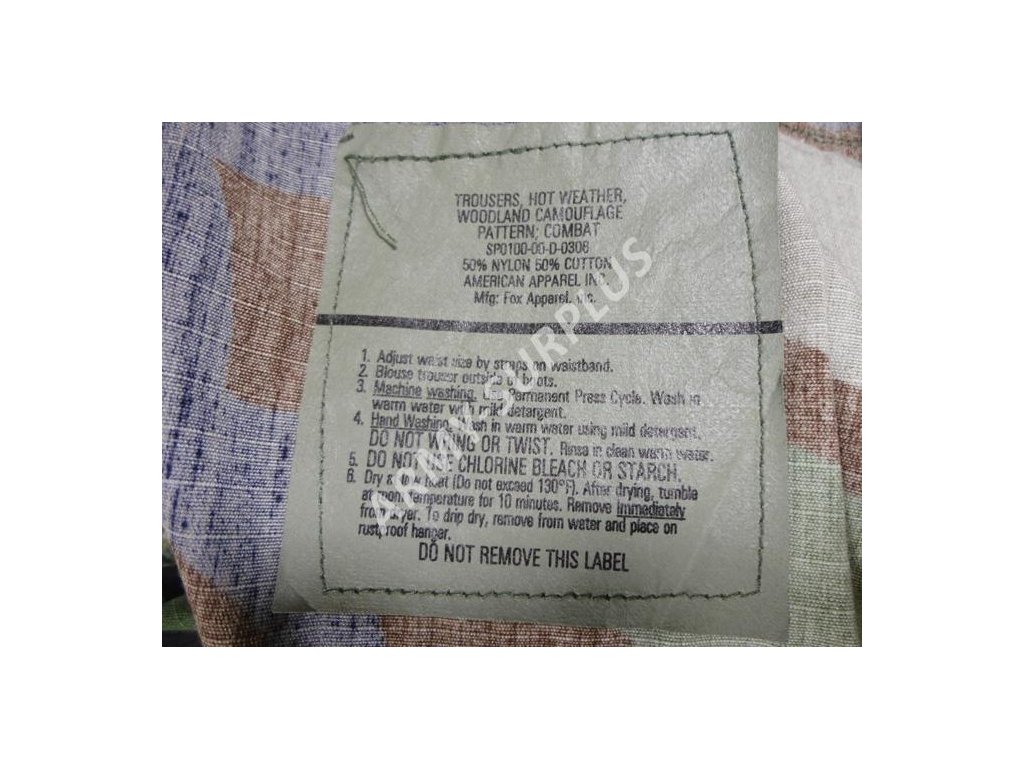 TROUSERS, HOT WEATHER,
WOODLAND CAMOUFLAGE
PATTERN; COMBAT
SP0100-00-D-0306
50% NYLON 50% COTTON
AMERICAN APPAREL INC.
Mfg: Fox Apparel, Inc.
1. Adjust waist size by straps on waistband.
2. Blouse trouser outside of boots.
3. Machine washing. Use Permanent Press Cycle. Wash in
warm water with mild detergent.
4. Hand Washing. Wash in warm water using mild detergent.
DO NOT WRING OR TWIST. Rinse in clean warm water.
5. DO NOT USE CHLORINE BLEACH OR STARCH.
6. Dry at low heat (Do not exceed 130°F). After drying, tumble
at room temperature for 10 minutes. Remove immediately
from dryer. To drip dry, remove from water and place on
rustproof hanger.
DO NOT REMOVE THIS LABEL
ARMY-SURPLUS